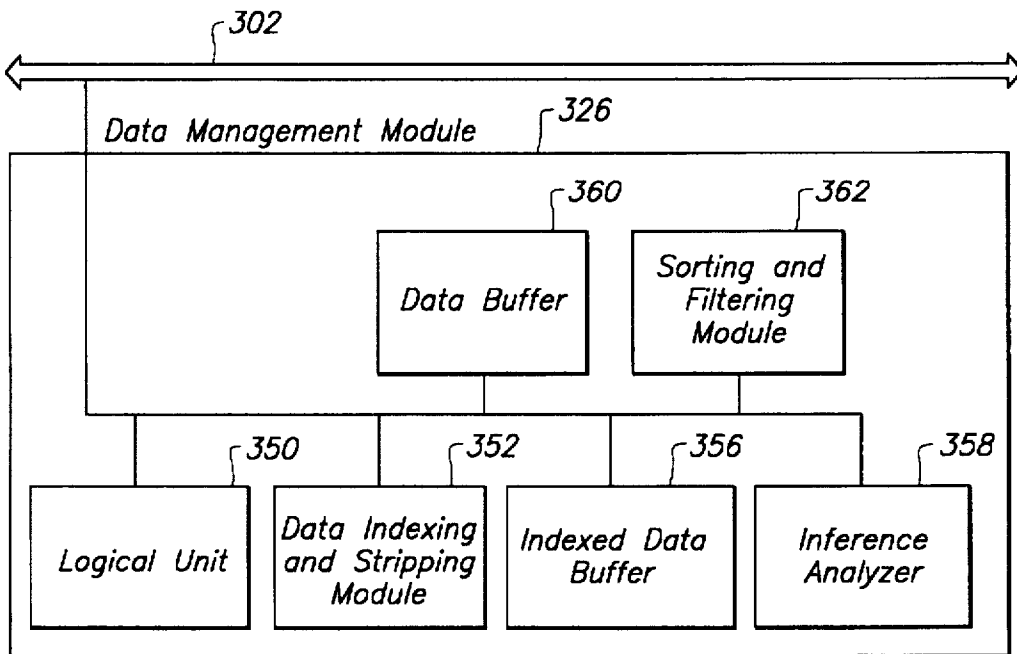 302
Data Management Module
326
360
362
Data Buffer
Sorting and
Filtering
Module
350
352
356
358
Logical Unit
Data Indexing
and Stripping
Module
Indexed Data
Buffer
Inference
Analyzer